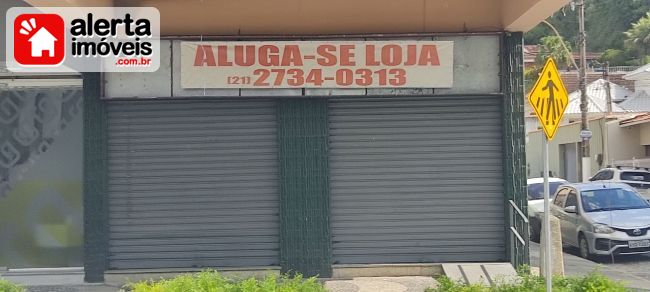 alerta
imóveis
.com.br
ALUGA-SE LOJA
(21) 2734-0313